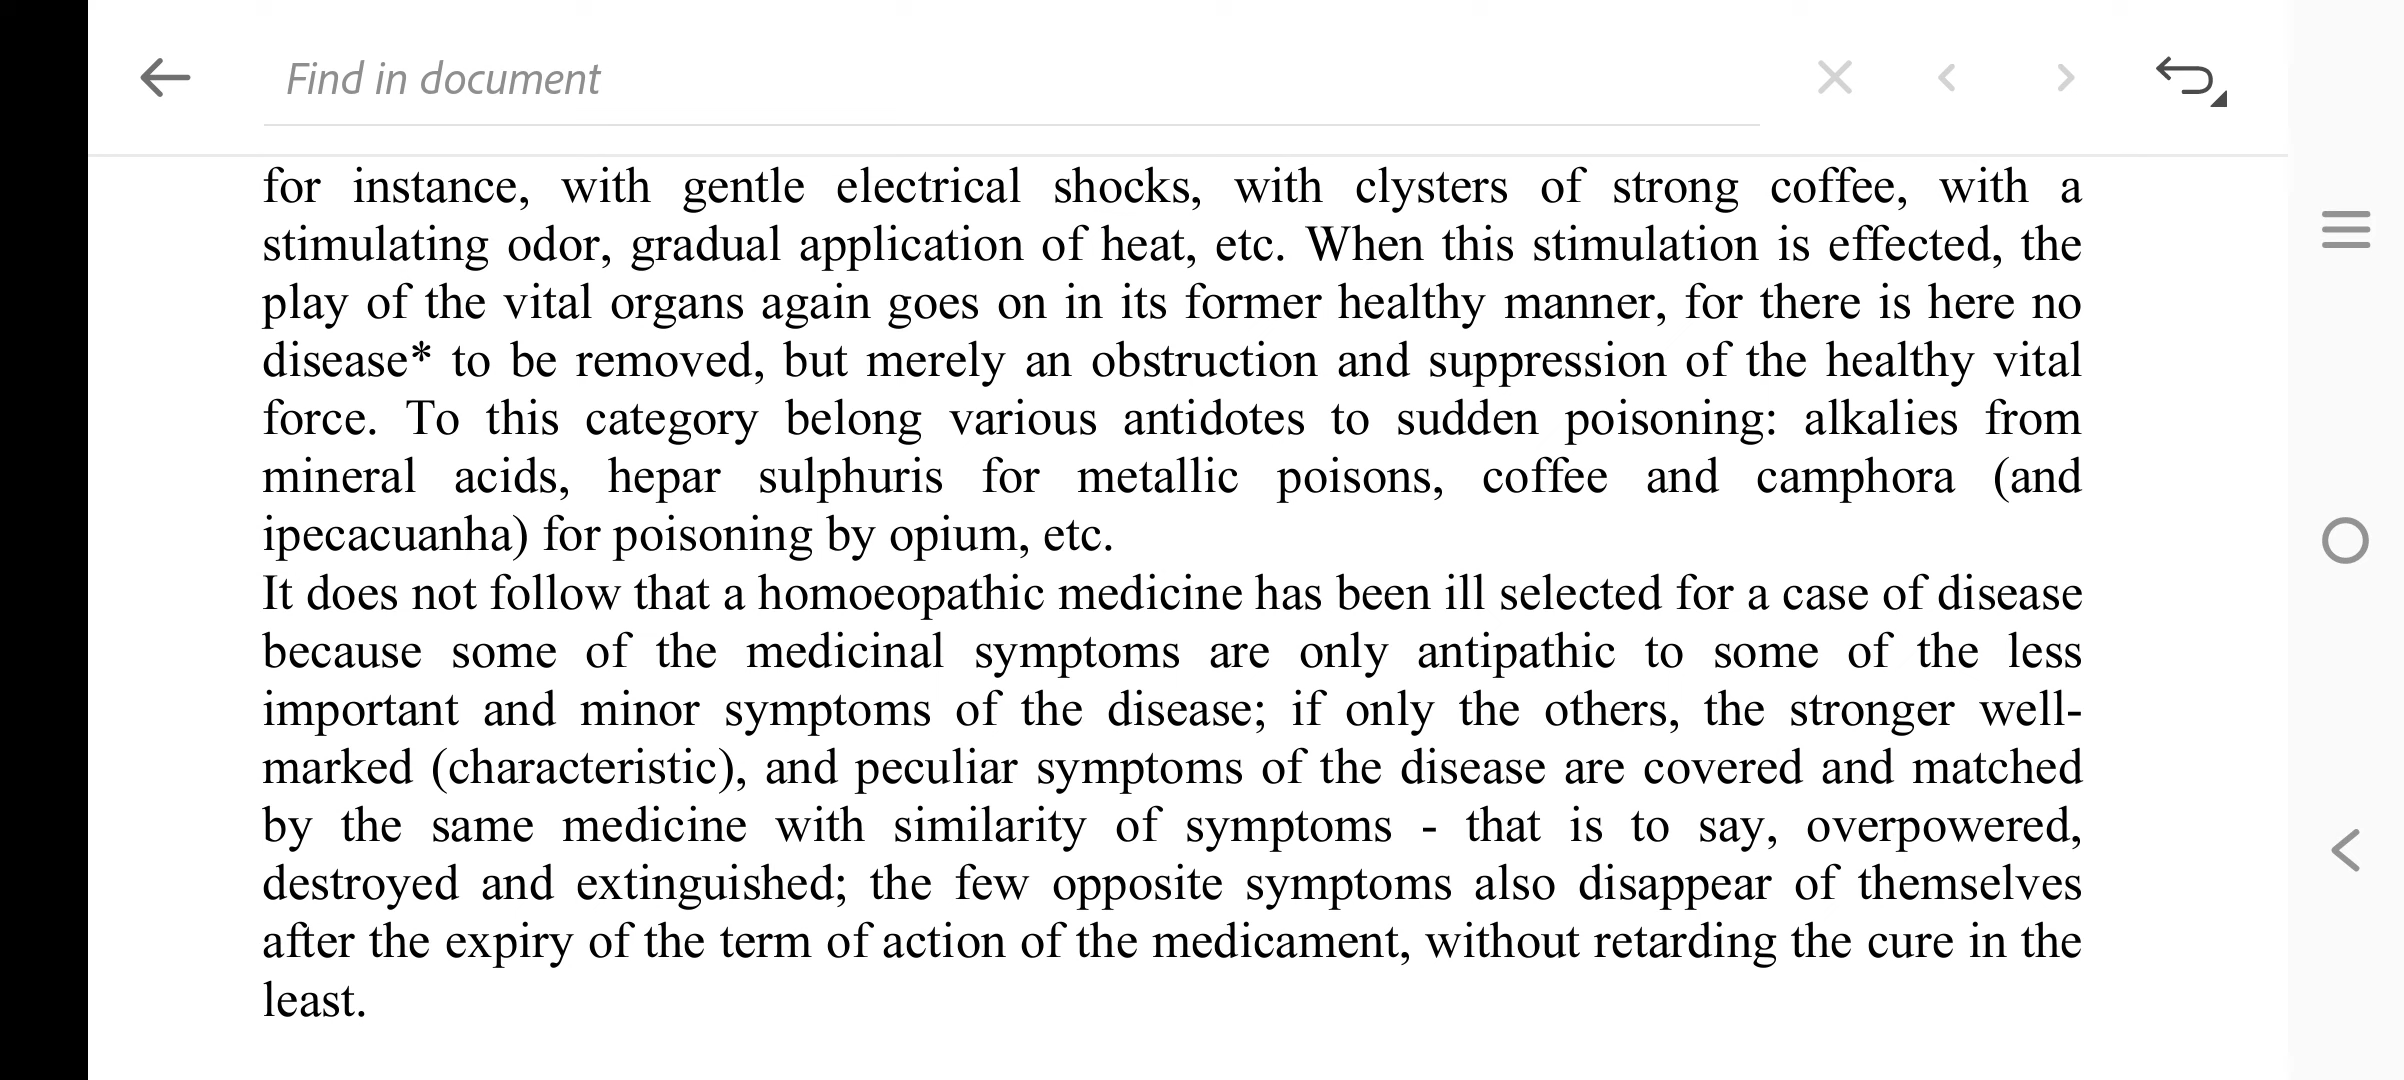 Find in document
for instance, with gentle electrical shocks, with clysters of strong coffee, with a
stimulating odor, gradual application of heat, etc. When this stimulation is effected, the
play of the vital organs again goes on in its former healthy manner, for there is here no
disease* to be removed, but merely an obstruction and suppression of the healthy vital
force. To this category belong various antidotes to sudden poisoning: alkalies from
mineral acids, hepar sulphuris for metallic poisons, coffee and camphora (and
ipecacuanha) for poisoning by opium, etc.
It does not follow that a homoeopathic medicine has been ill selected for a case of disease
because some of the medicinal symptoms are only antipathic to some of the less
important and minor symptoms of the disease; if only the others, the stronger well-
marked (characteristic), and peculiar symptoms of the disease are covered and matched
by the same medicine with similarity of symptoms - that is to say, overpowered,
destroyed and extinguished; the few opposite symptoms also disappear of themselves
after the expiry of the term of action of the medicament, without retarding the cure in the
least.